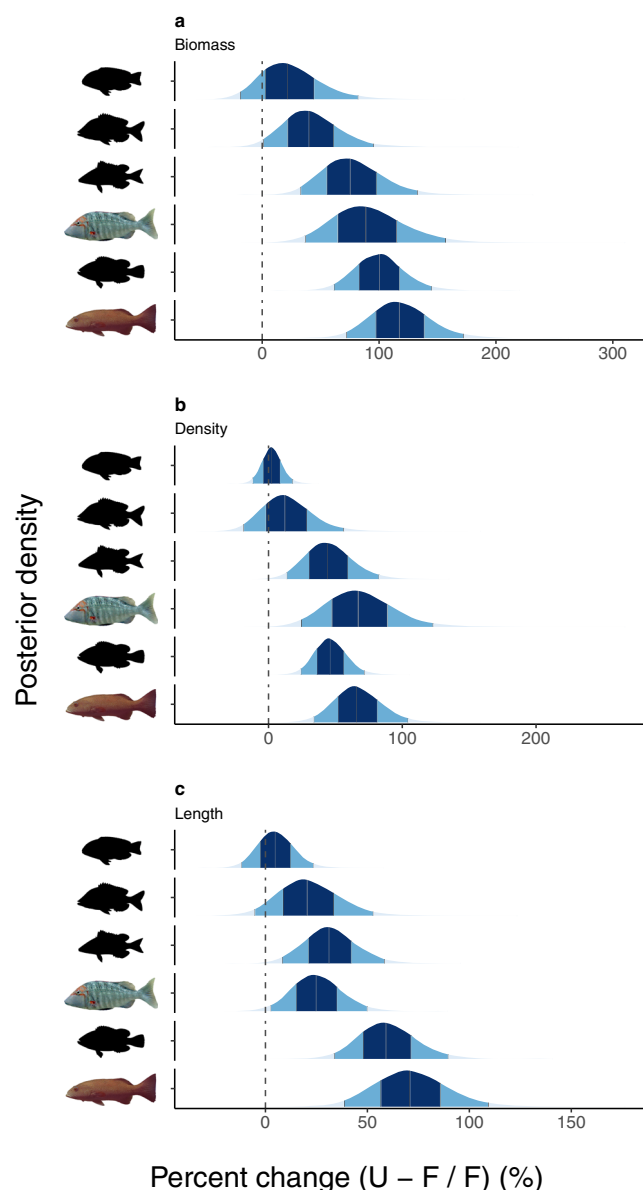 a
Biomass
0 100 200 300
b
Density
Posterior density
0 100 200
c
Length
0 50 100 150
Percent change (U – F / F) (%)